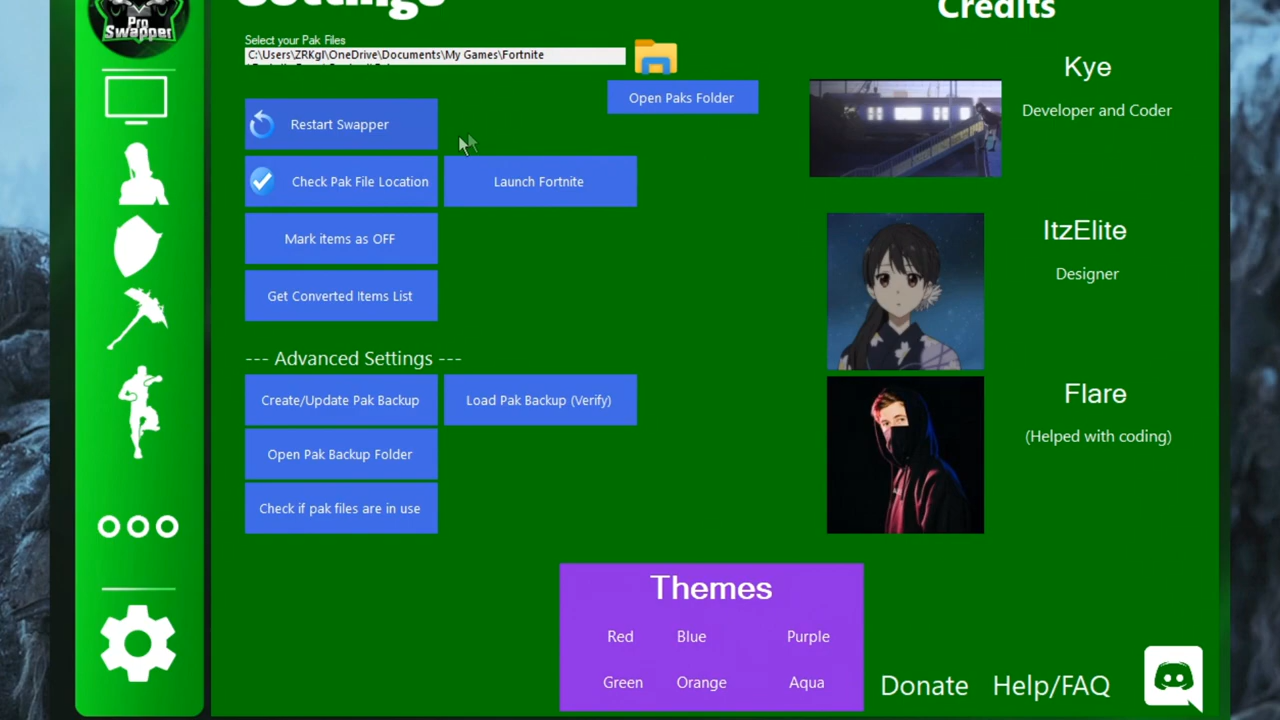 Settings
Credits
Pro
Swapper
Select your Pak Files
C:\Users\ZRKgl\OneDrive\Documents\My Games\Fortnite
Open Paks Folder
Restart Swapper
Check Pak File Location
Launch Fortnite
Mark items as OFF
Get Converted Items List
--- Advanced Settings ---
Create/Update Pak Backup
Load Pak Backup (Verify)
Open Pak Backup Folder
Check if pak files are in use
Kye
Developer and Coder
ItzElite
Designer
Flare
(Helped with coding)
Themes
Red Blue Purple
Green Orange Aqua
Donate Help/FAQ